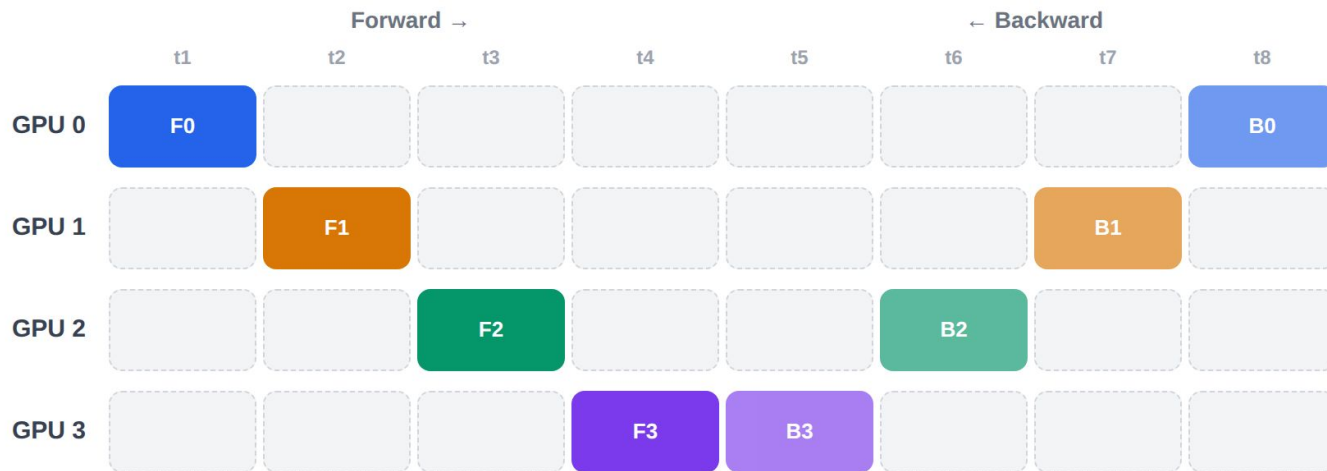 Forward → ← Backward
t1 t2 t3 t4 t5 t6 t7 t8
GPU 0 F0 B0
GPU 1 F1 B1
GPU 2 F2 B2
GPU 3 F3 B3